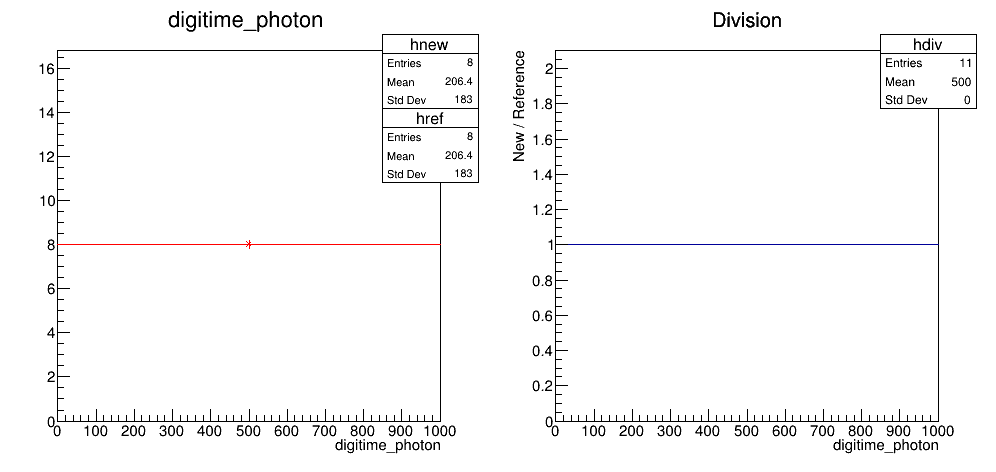 digitime_photon
hnew
Entries 8
Mean 206.4
Std Dev 183
href
Entries 8
Mean 206.4
Std Dev 183
16
14
12
10
8
6
4
2
0
0 100 200 300 400 500 600 700 800 900 1000
digitime_photon
Division
hdiv
Entries 11
Mean 500
Std Dev 0
New / Reference
2
1.8
1.6
1.4
1.2
1
0.8
0.6
0.4
0.2
0
0 100 200 300 400 500 600 700 800 900 1000
digitime_photon